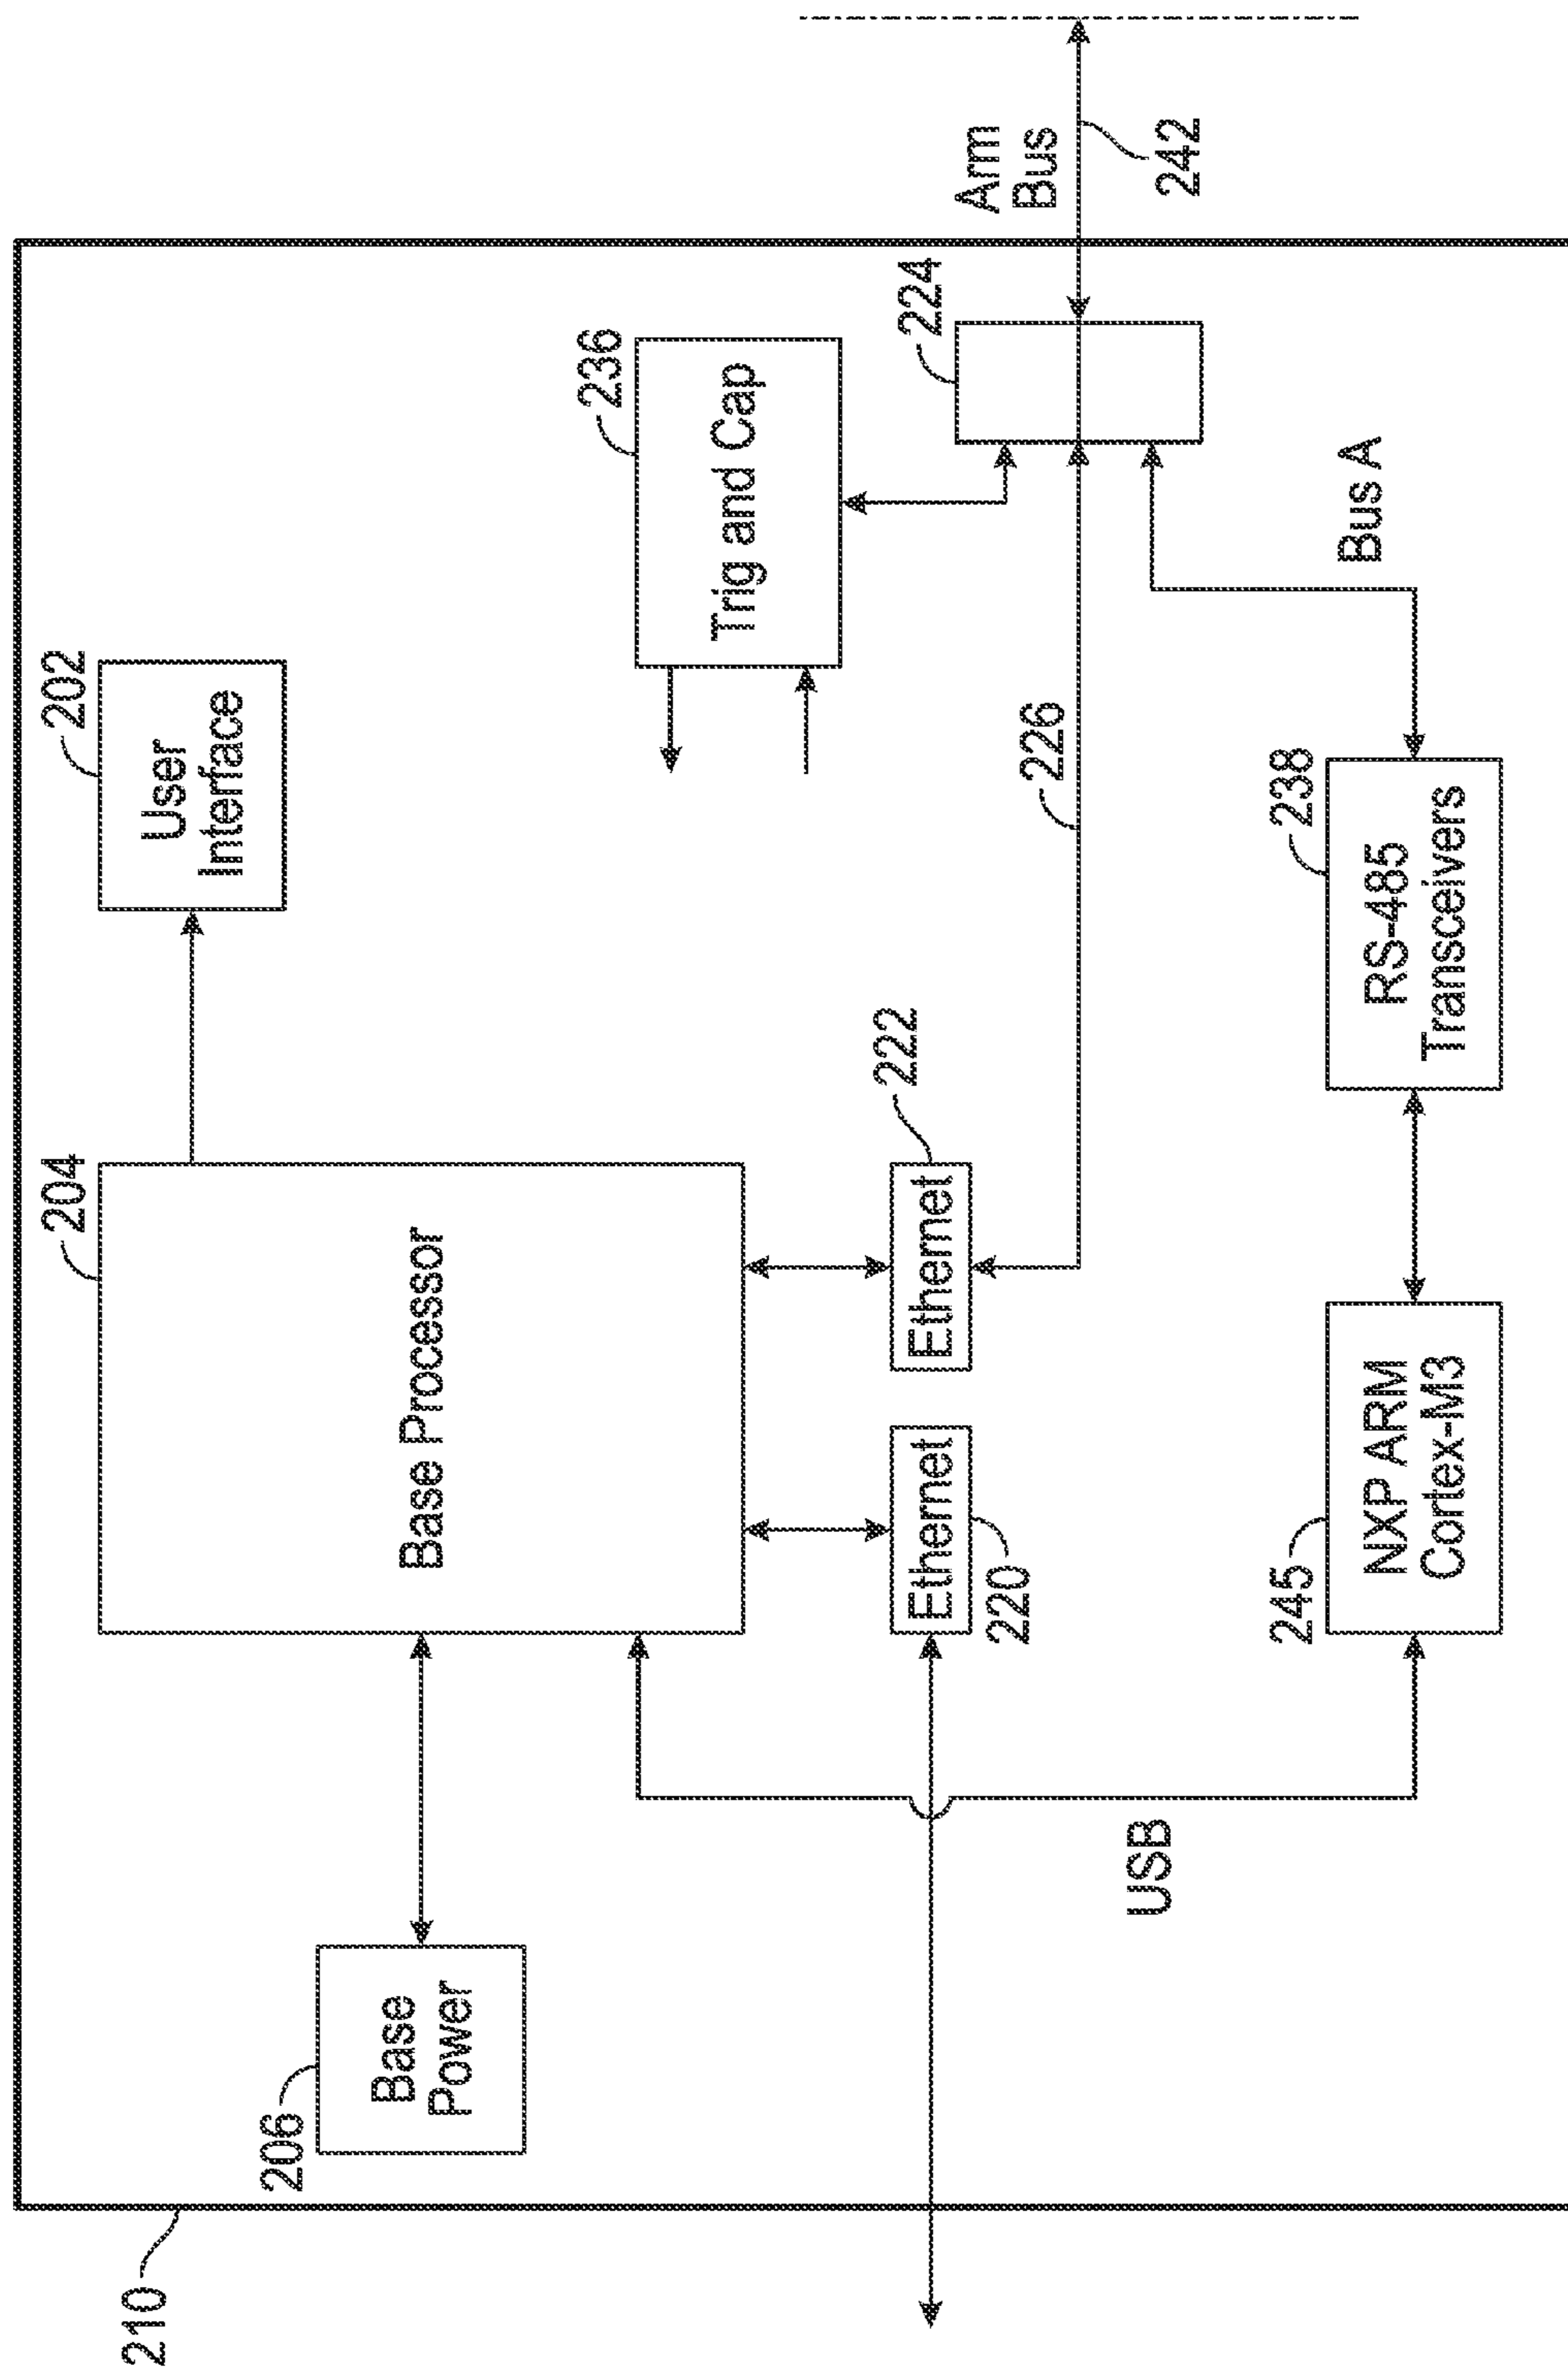 210
206
Base
Power
204
Base Processor
202
User
Interface
220
Ethernet
222
Ethernet
226
236
Trig and Cap
224
Arm
Bus
242
USB
245
NXP ARM
Cortex-M3
238
RS-485
Transceivers
Bus A